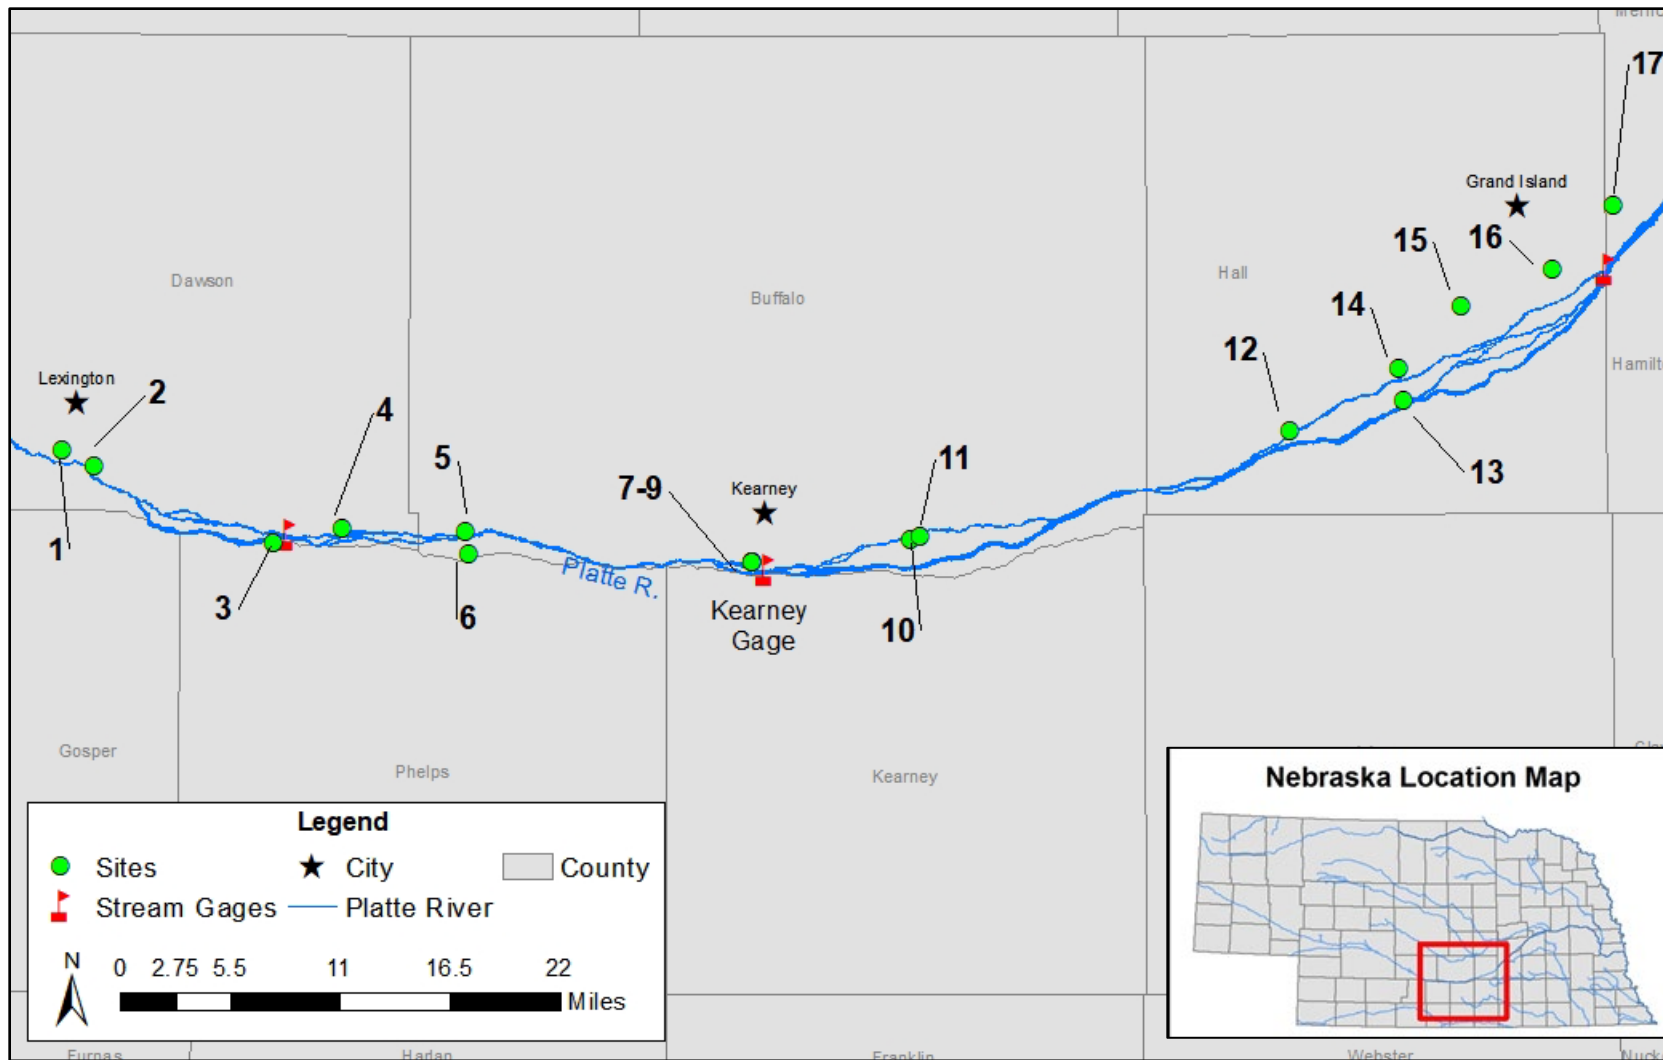 17
Grand Island
16
15
Hall
Dawson
Buffalo
14
12
Hamilt
Lexington
2
4
5
11
13
7-9
Kearney
1
Platte R.
3
6
Kearney
Gage
10
Gosper
Phelps
Kearney
Nebraska Location Map
Legend
Sites
City
County
Stream Gages
Platte River
N
0 2.75 5.5 11 16.5 22
Miles
Furnas
Harlan
Franklin
Webster
Nuck